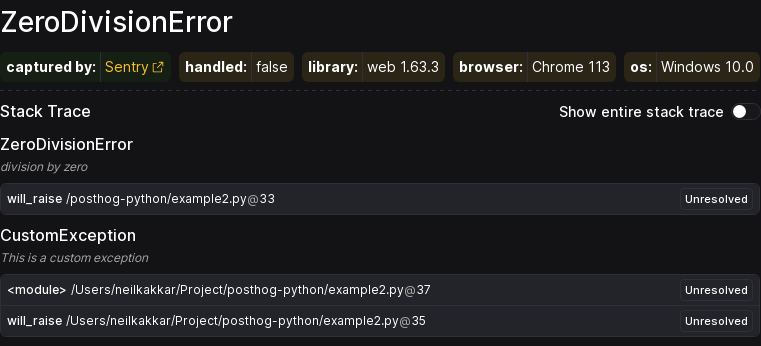 ZeroDivisionError
captured by: Sentry handled: false library: web 1.63.3 browser: Chrome 113 os: Windows 10.0
Stack Trace Show entire stack trace
ZeroDivisionError
division by zero
will_raise /posthog-python/example2.py@33 Unresolved
CustomException
This is a custom exception
<module> /Users/neilkakkar/Project/posthog-python/example2.py@37 Unresolved
will_raise /Users/neilkakkar/Project/posthog-python/example2.py@35 Unresolved